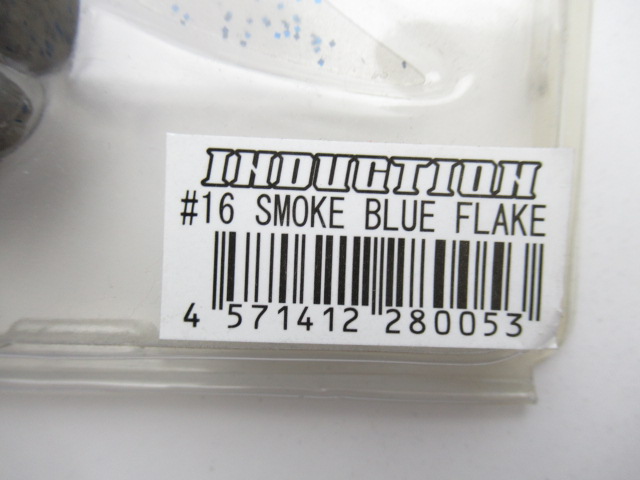 INDUCTION
#16 SMOKE BLUE FLAKE
4 571412 280053